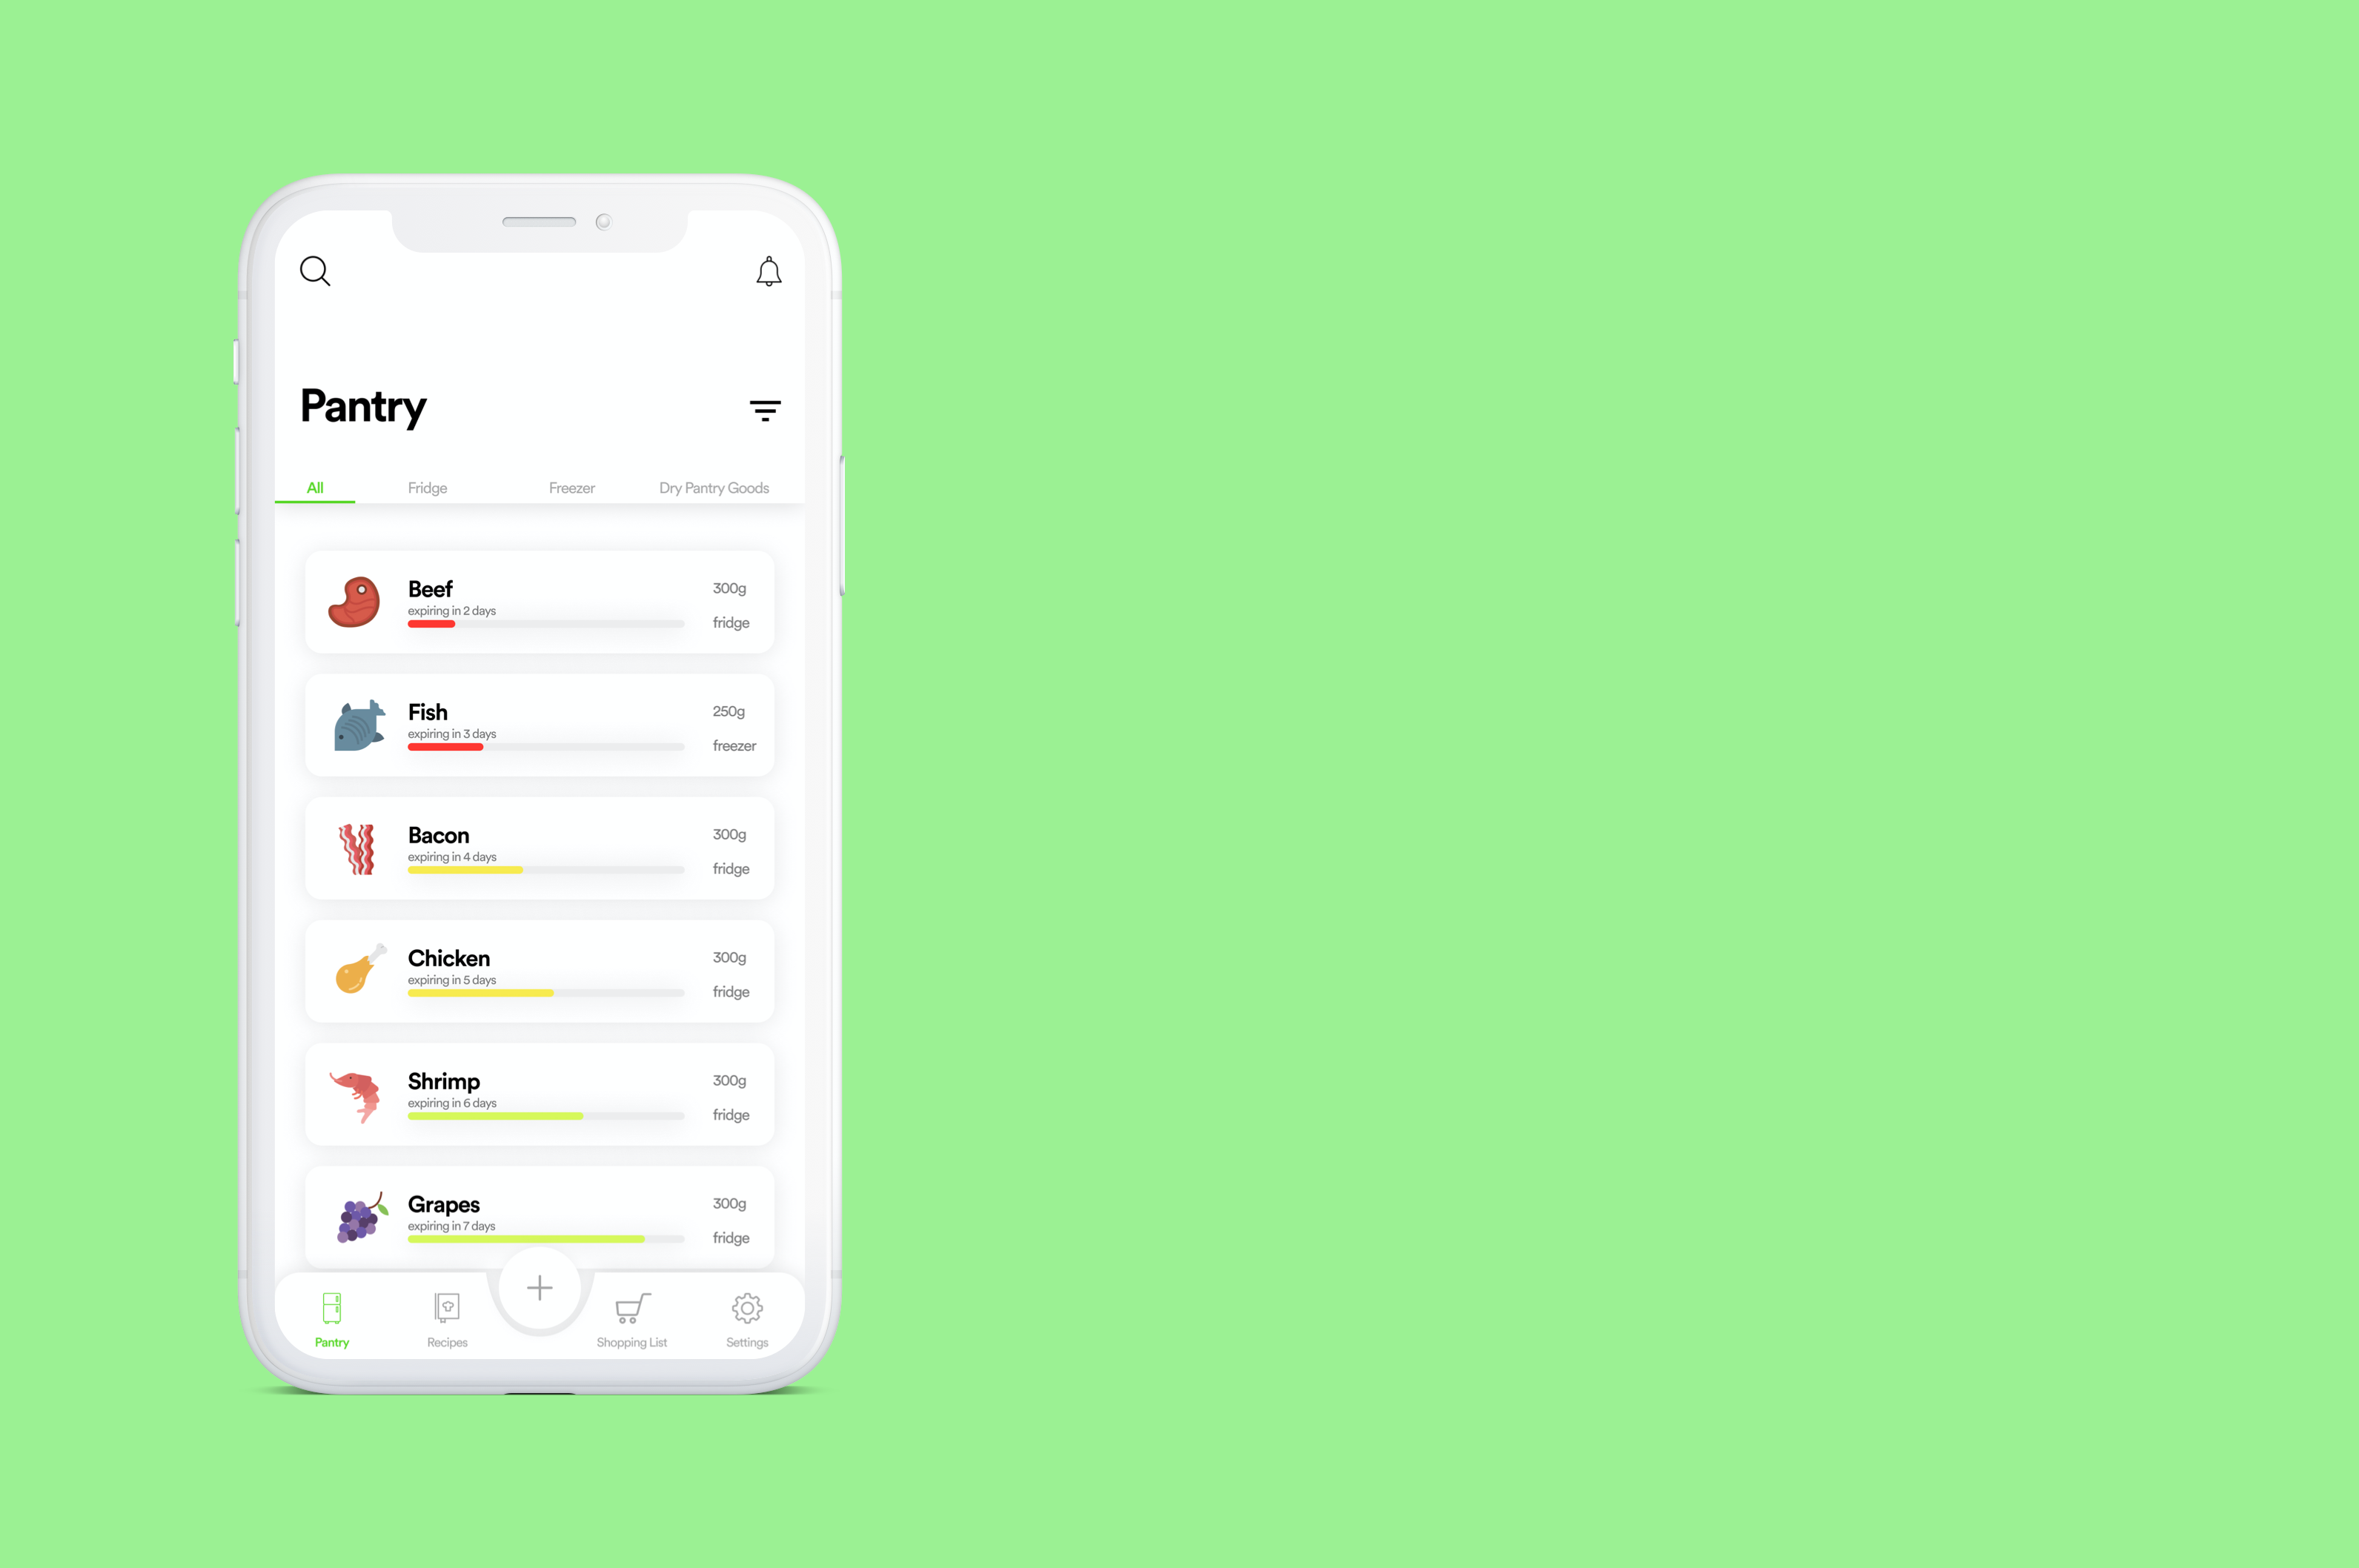 Pantry
All Fridge Freezer Dry Pantry Goods
Beef
300g
expiring in 2 days
fridge
Fish
250g
expiring in 3 days
freezer
Bacon
300g
expiring in 4 days
fridge
Chicken
300g
expiring in 5 days
fridge
Shrimp
300g
expiring in 6 days
fridge
Grapes
300g
expiring in 7 days
fridge
Pantry Recipes Shopping List Settings